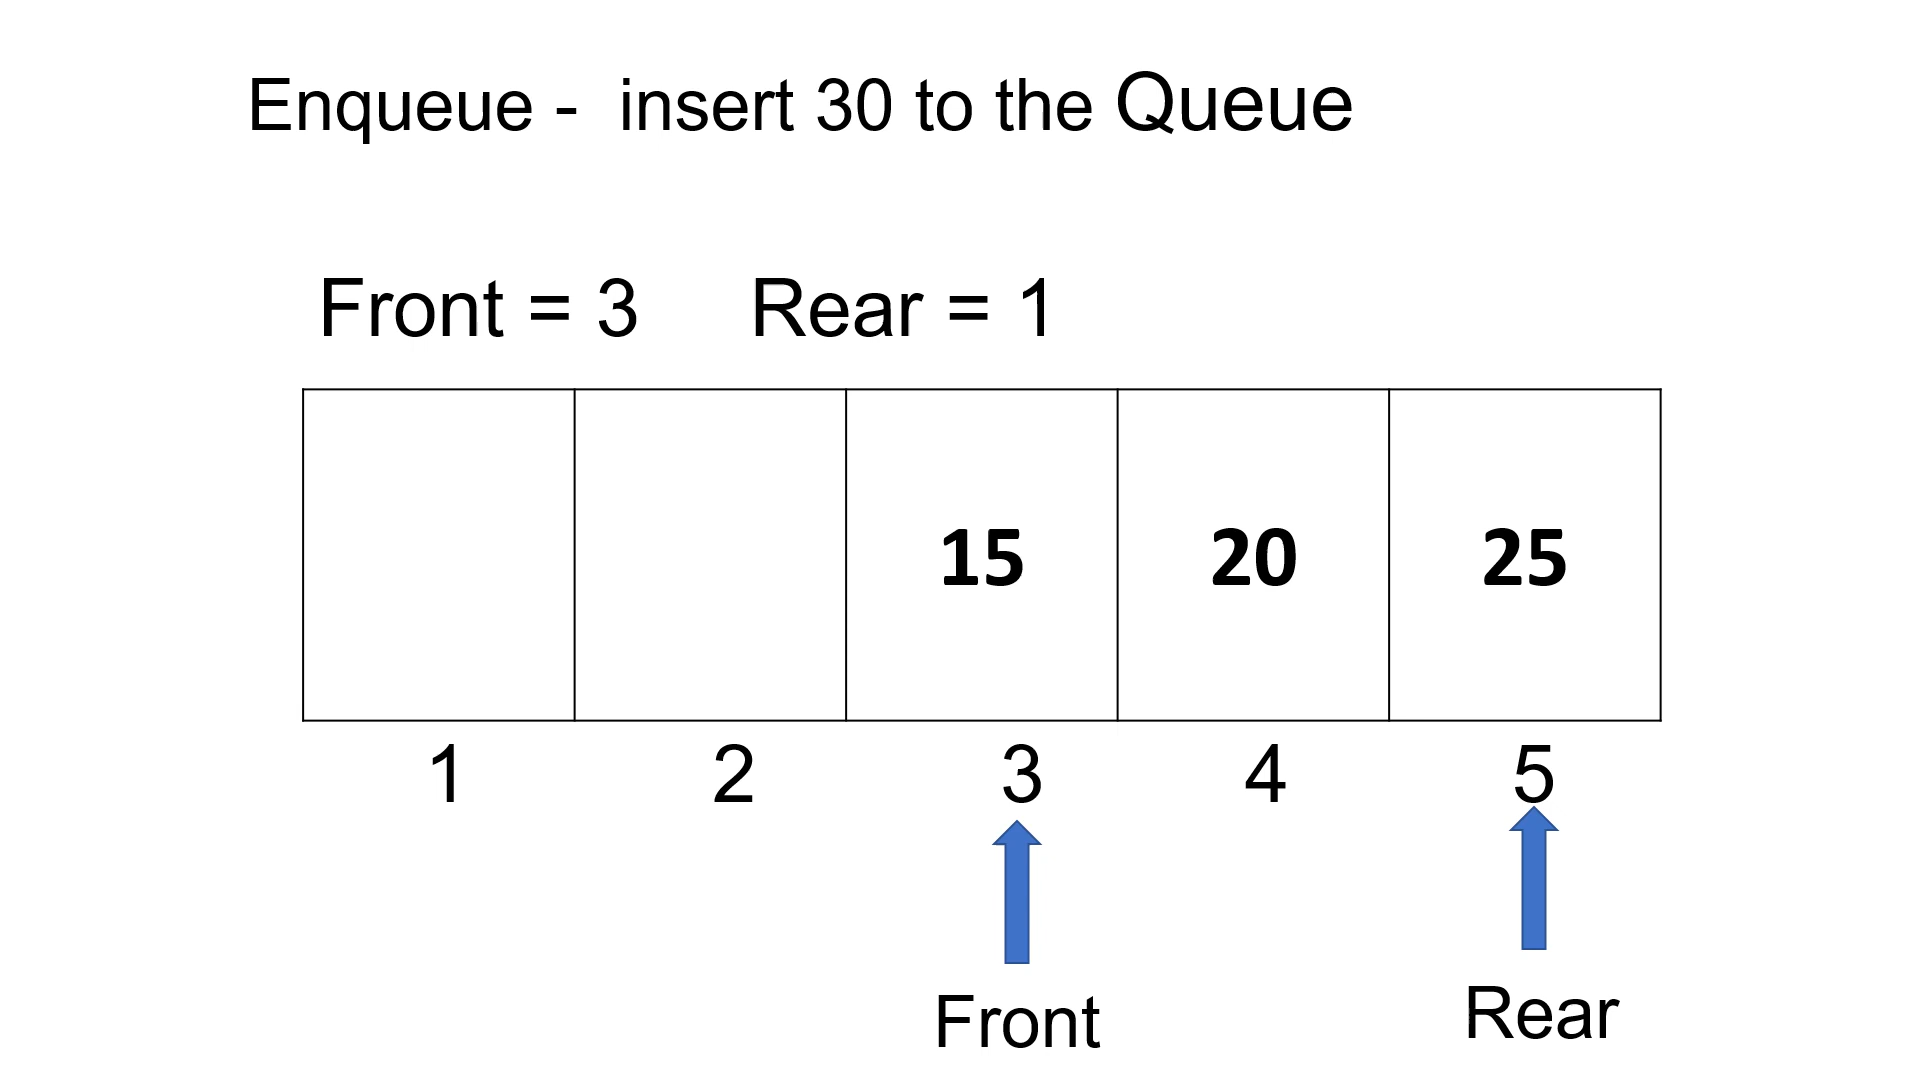 Enqueue - insert 30 to the Queue
Front = 3 Rear = 1
15 20 25
1 2 3 4 5
Front Rear